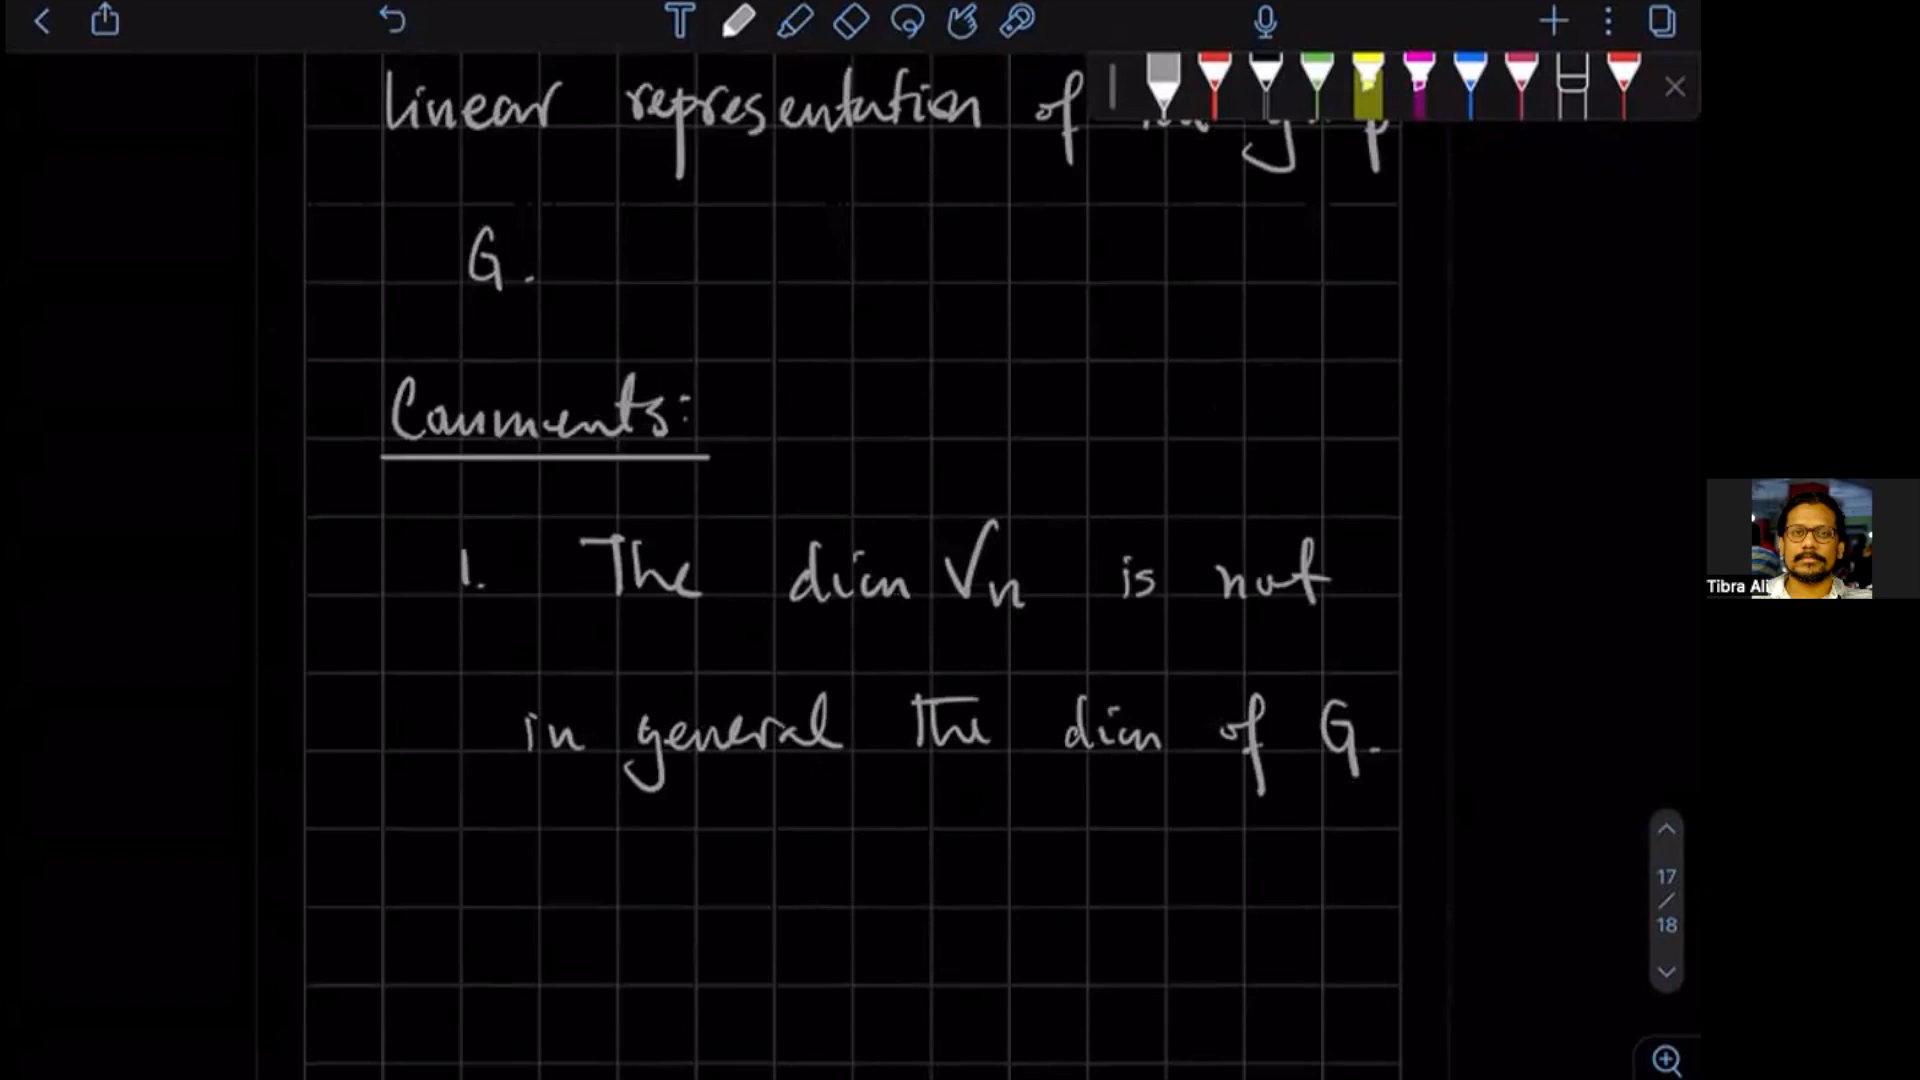 linear representation of
G.
Comments:
1. The dim Vn is not
in general the dim of G.
17
/
18
Tibra Ali